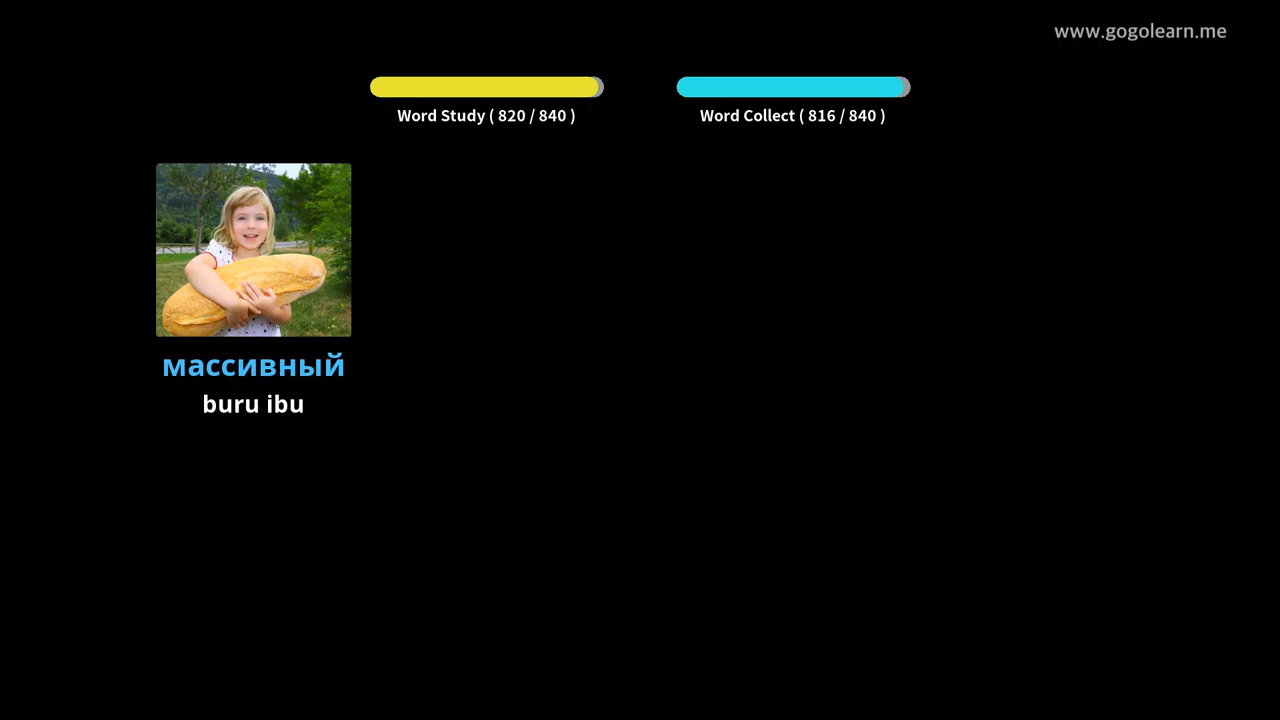 www.gogolearn.me
Word Study ( 820 / 840 )
Word Collect ( 816 / 840 )
массивный
buru ibu